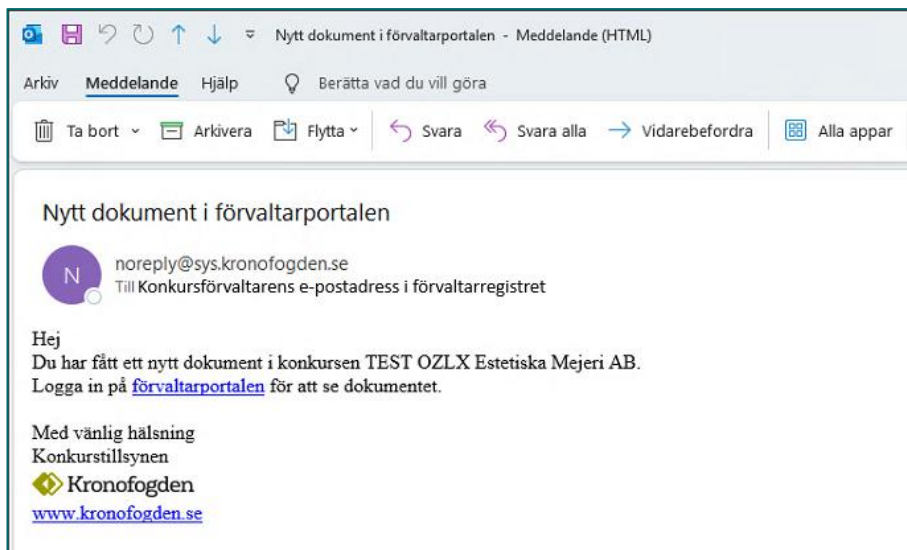 Nytt dokument i förvaltarportalen - Meddelande (HTML)
Arkiv Meddelande Hjälp Berätta vad du vill göra
Ta bort Arkivera Flytta Svara Svara alla Vidarebefordra Alla appar
Nytt dokument i förvaltarportalen
N
noreply@sys.kronofogden.se
Till Konkursförvaltarens e-postadress i förvaltarregistret
Hej
Du har fått ett nytt dokument i konkursen TEST OZLX Estetiska Mejeri AB.
Logga in på förvaltarportalen för att se dokumentet.
Med vänlig hälsning
Konkurstillsynen
Kronofogden
www.kronofogden.se